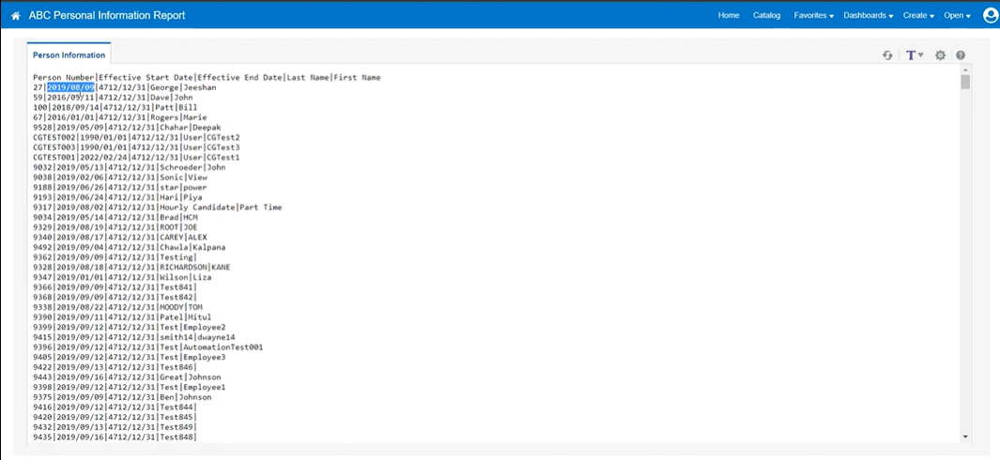 ABC Personal Information Report
Home Catalog Favorites Dashboards Create Open
Person Information
Person Number|Effective Start Date|Effective End Date|Last Name|First Name
27|2019/08/09|4712/12/31|George|Jeeshan
59|2016/05/11|4712/12/31|Dave|John
100|2018/09/14|4712/12/31|Patt|Bill
67|2016/01/01|4712/12/31|Rogers|Marie
9528|2019/05/09|4712/12/31|Chahar|Deepak
CGTEST002|1990/01/01|4712/12/31|User|CGTest2
CGTEST003|1990/01/01|4712/12/31|User|CGTest3
CGTEST001|2022/02/24|4712/12/31|User|CGTest1
9032|2019/05/13|4712/12/31|Schroeder|John
9038|2019/02/06|4712/12/31|Sonic|View
9188|2019/06/26|4712/12/31|star|power
9193|2019/06/24|4712/12/31|Hari|Piya
9317|2019/08/02|4712/12/31|Hourly Candidate|Part Time
9034|2019/05/14|4712/12/31|Brad|HCM
9329|2019/08/19|4712/12/31|ROOT|JOE
9340|2019/08/17|4712/12/31|CAREY|ALEX
9492|2019/09/04|4712/12/31|Chawla|Kalpana
9362|2019/09/09|4712/12/31|Testing|
9328|2019/08/18|4712/12/31|RICHARDSON|KANE
9347|2019/01/01|4712/12/31|Wilson|Liza
9366|2019/09/09|4712/12/31|Test841|
9368|2019/09/09|4712/12/31|Test842|
9338|2019/08/22|4712/12/31|MOODY|TOM
9390|2019/09/11|4712/12/31|Patel|Mitul
9399|2019/09/12|4712/12/31|Test|Employee2
9415|2019/09/12|4712/12/31|smith14|dwayne14
9396|2019/09/12|4712/12/31|Test|AutomationTest001
9405|2019/09/12|4712/12/31|Test|Employee3
9422|2019/09/13|4712/12/31|Test846|
9443|2019/09/16|4712/12/31|Great|Johnson
9398|2019/09/12|4712/12/31|Test|Employee1
9375|2019/09/09|4712/12/31|Ben|Johnson
9416|2019/09/12|4712/12/31|Test844|
9420|2019/09/12|4712/12/31|Test845|
9432|2019/09/13|4712/12/31|Test849|
9435|2019/09/16|4712/12/31|Test848|